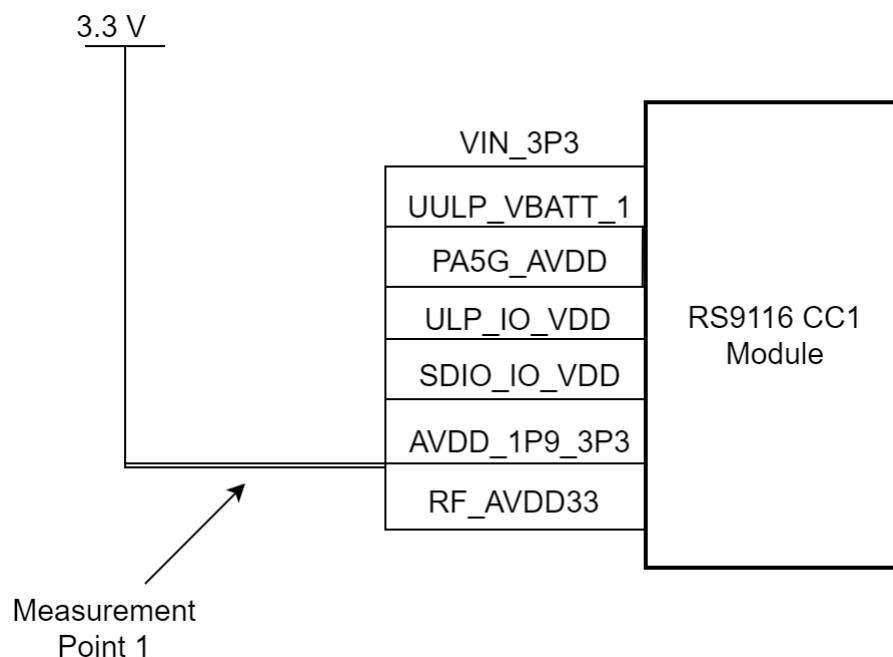 3.3 V
VIN_3P3
UULP_VBATT_1
PA5G_AVDD
ULP_IO_VDD
SDIO_IO_VDD
AVDD_1P9_3P3
RF_AVDD33
RS9116 CC1
Module
Measurement
Point 1